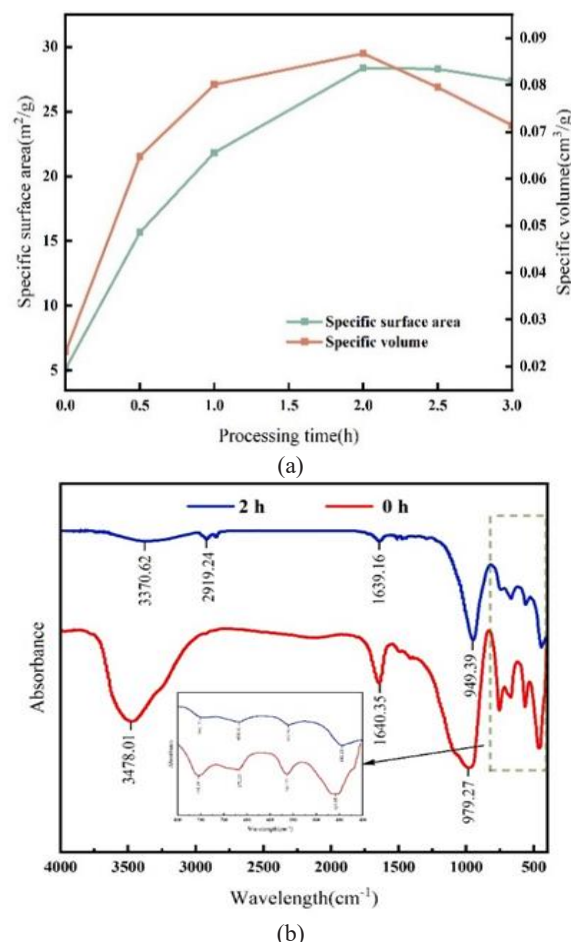 Specific surface area(m²/g)
30
25
20
15
10
5
0.09
0.08
0.07
0.06
0.05
0.04
0.03
0.02
Specific volume(cm³/g)
Specific surface area
Specific volume
0.0 0.5 1.0 1.5 2.0 2.5 3.0
Processing time(h)
(a)
2 h 0 h
3370.62
2919.24
1639.16
949.39
Absorbance
3478.01
1640.35
979.27
4000 3500 3000 2500 2000 1500 1000 500
Wavelength(cm⁻¹)
(b)